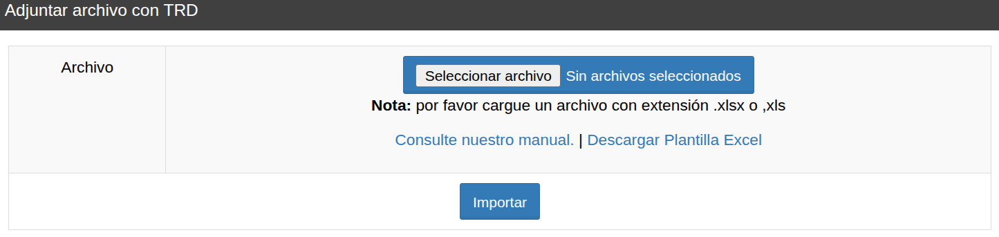 Adjuntar archivo con TRD
Archivo
Seleccionar archivo Sin archivos seleccionados
Nota: por favor cargue un archivo con extensión .xlsx o ,xls
Consulte nuestro manual. | Descargar Plantilla Excel
Importar